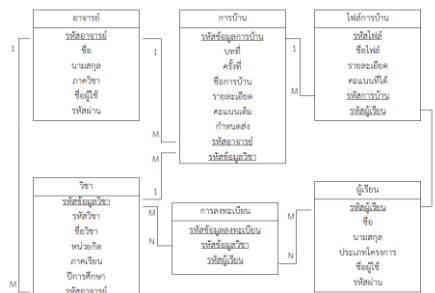 อาจารย์
รหัสอาจารย์
ชื่อ
นามสกุล
ภาควิชา
ชื่อผู้ใช้
รหัสผ่าน
1
1
การบ้าน
รหัสข้อมูลการบ้าน
บทที่
ครั้งที่
ชื่อการบ้าน
รายละเอียด
คะแนนเต็ม
กำหนดส่ง
รหัสอาจารย์
รหัสข้อมูลวิชา
M
M
1
M
ไฟล์การบ้าน
รหัสไฟล์
ชื่อไฟล์
รายละเอียด
คะแนนที่ได้
รหัสการบ้าน
รหัสผู้เรียน
วิชา
รหัสข้อมูลวิชา
รหัสวิชา
ชื่อวิชา
หน่วยกิต
ภาคเรียน
ปีการศึกษา
รหัสอาจารย์
1
M
N
M
การลงทะเบียน
รหัสข้อมูลลงทะเบียน
รหัสข้อมูลวิชา
รหัสผู้เรียน
M
N
ผู้เรียน
รหัสผู้เรียน
ชื่อ
นามสกุล
ประเภทโครงการ
ชื่อผู้ใช้
รหัสผ่าน